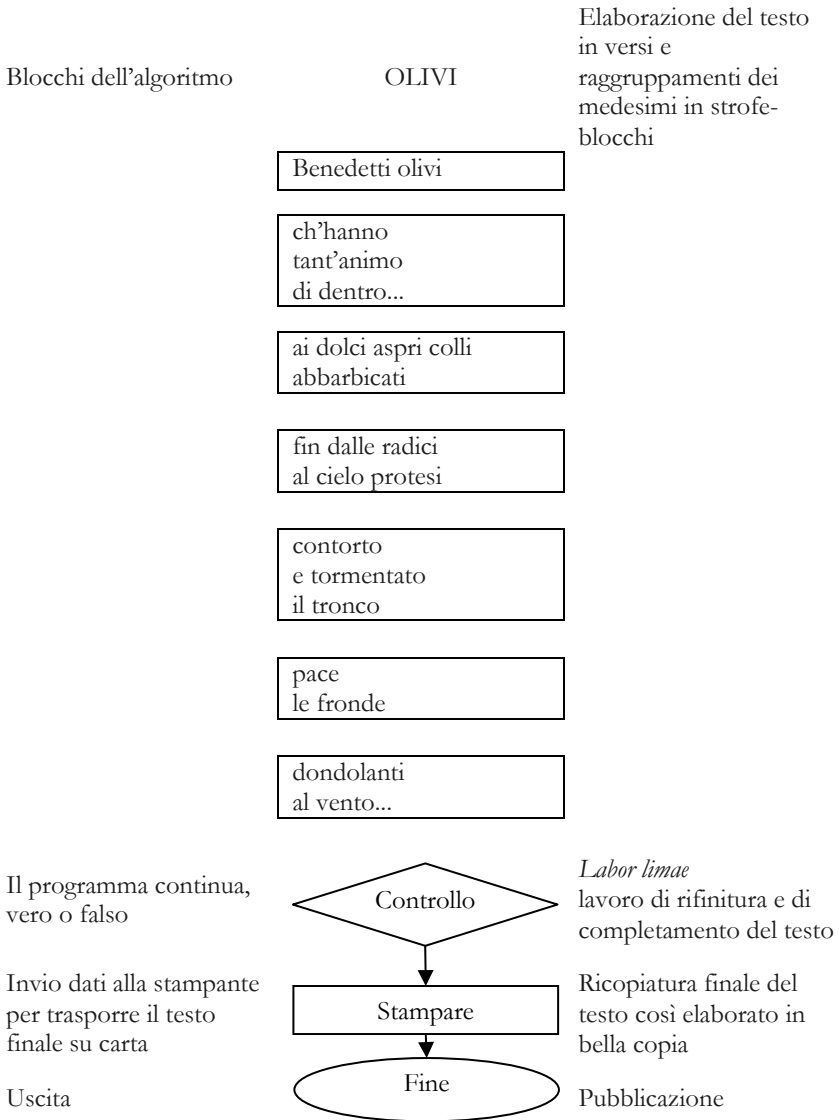 Blocchi dell'algoritmo
OLIVI
Elaborazione del testo
in versi e
raggruppamenti dei
medesimi in strofe-
blocchi
Benedetti olivi
ch'hanno
tant'animo
di dentro...
ai dolci aspri colli
abbarbicati
fin dalle radici
al cielo protesi
contorto
e tormentato
il tronco
pace
le fronde
dondolanti
al vento...
Il programma continua,
vero o falso
Controllo
Labor limae
lavoro di rifinitura e di
completamento del testo
Invio dati alla stampante
per trasporre il testo
finale su carta
Stampare
Ricopiatura finale del
testo così elaborato in
bella copia
Uscita
Fine
Pubblicazione